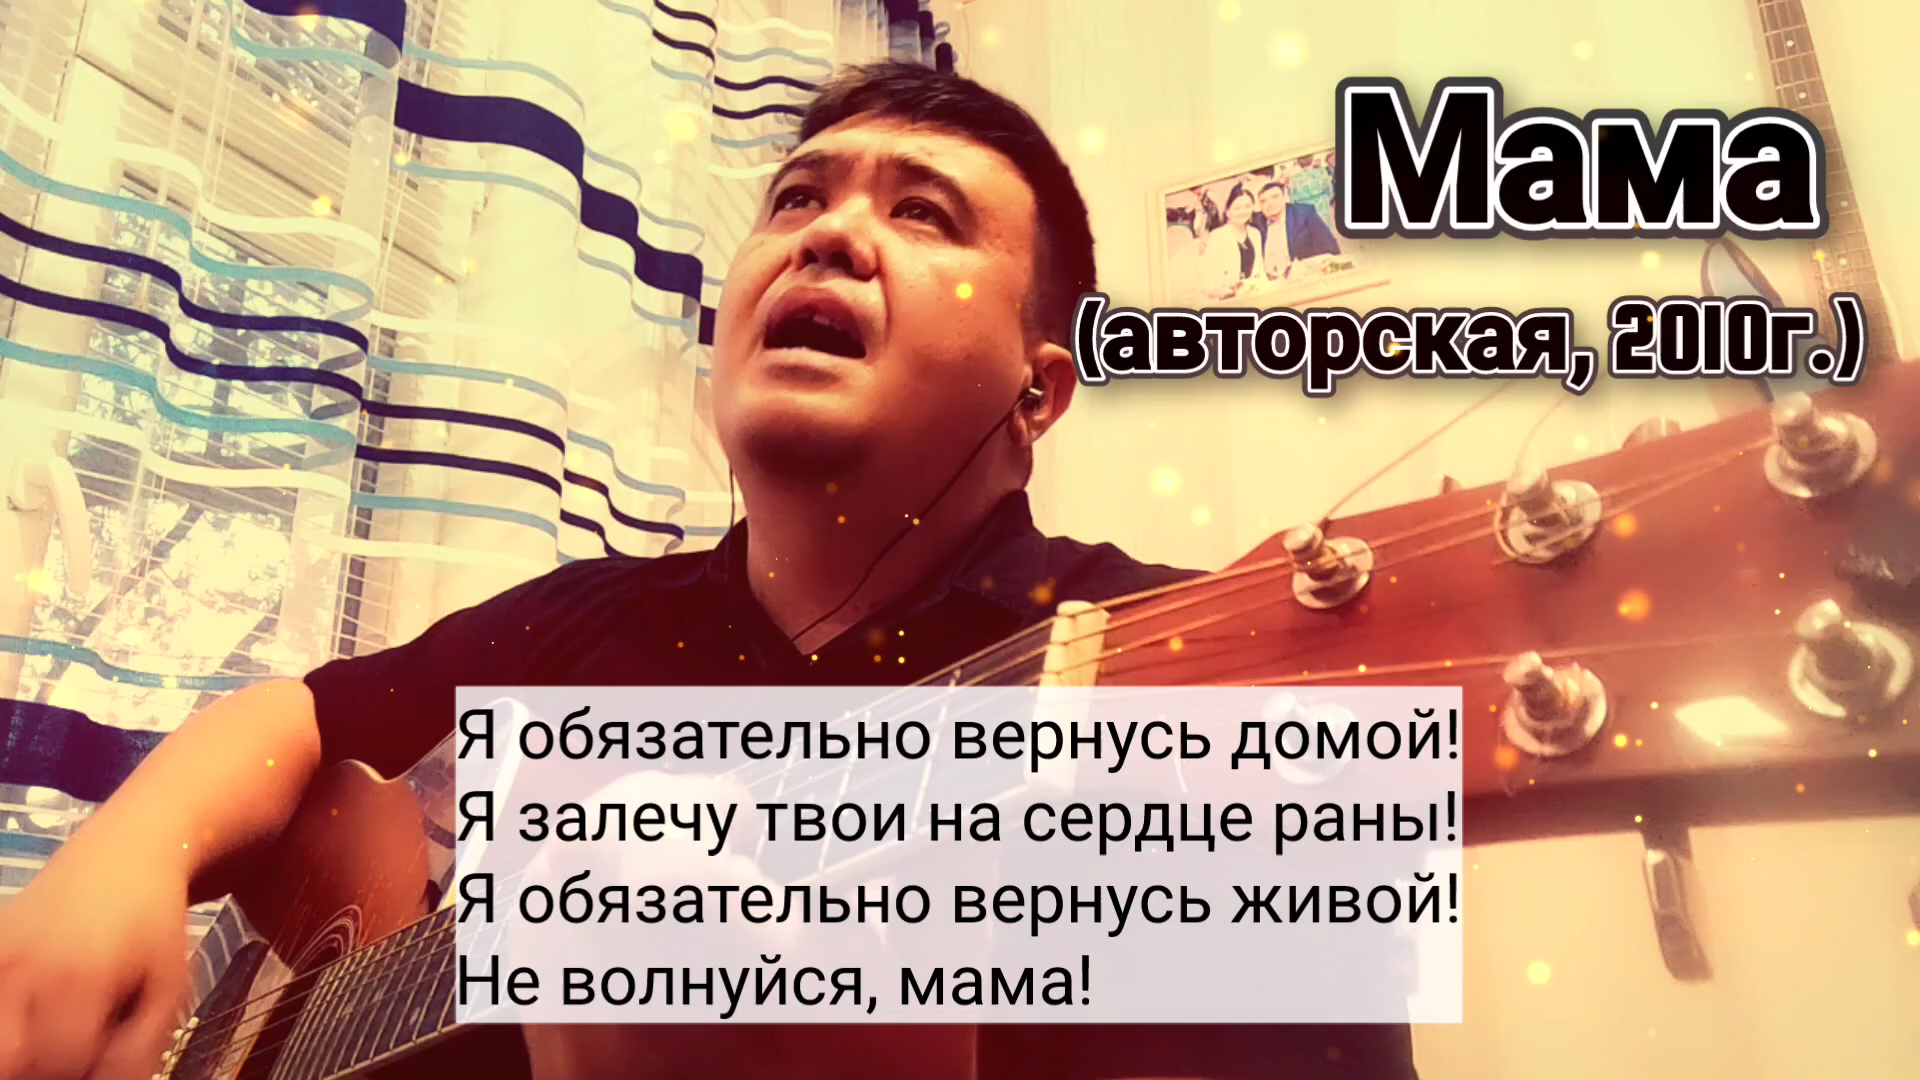 Мама
(авторская, 2010г.)
Я обязательно вернусь домой!
Я залечу твои на сердце раны!
Я обязательно вернусь живой!
Не волнуйся, мама!